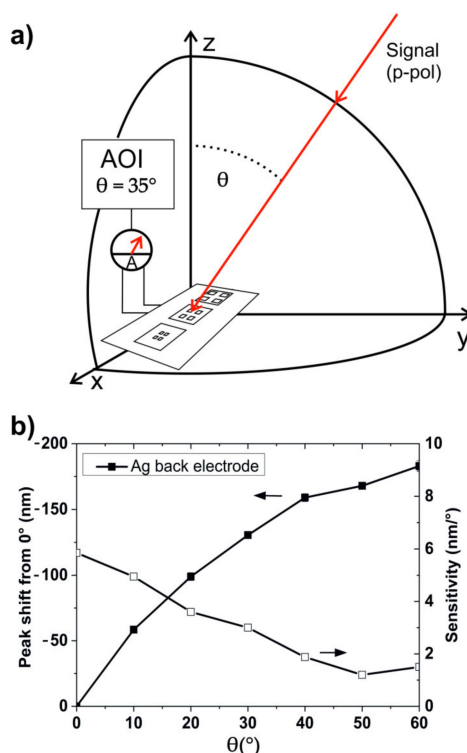 a)
z
Signal
(p-pol)
AOI
θ = 35°
θ
A
y
x
b)
Ag back electrode
Peak shift from 0° (nm)
-200
-150
-100
-50
0
Sensitivity (nm/°)
10
8
6
4
2
0
0 10 20 30 40 50 60
θ(°)